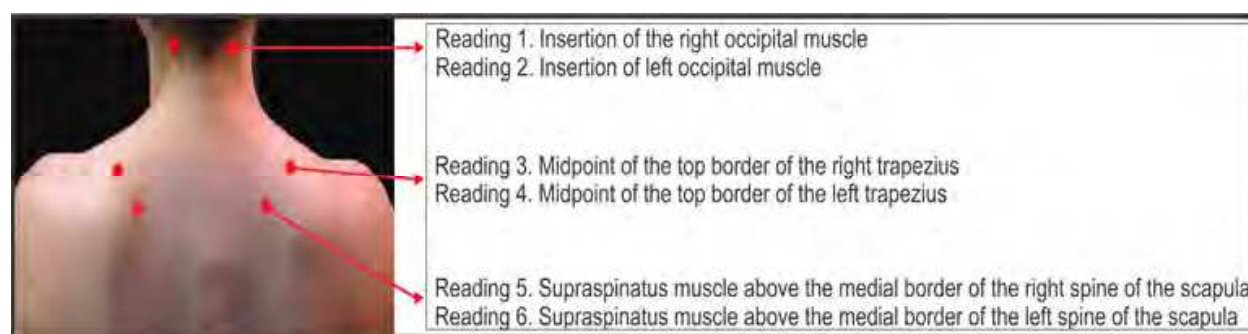 Reading 1. Insertion of the right occipital muscle
Reading 2. Insertion of left occipital muscle
Reading 3. Midpoint of the top border of the right trapezius
Reading 4. Midpoint of the top border of the left trapezius
Reading 5. Supraspinatus muscle above the medial border of the right spine of the scapula
Reading 6. Supraspinatus muscle above the medial border of the left spine of the scapula